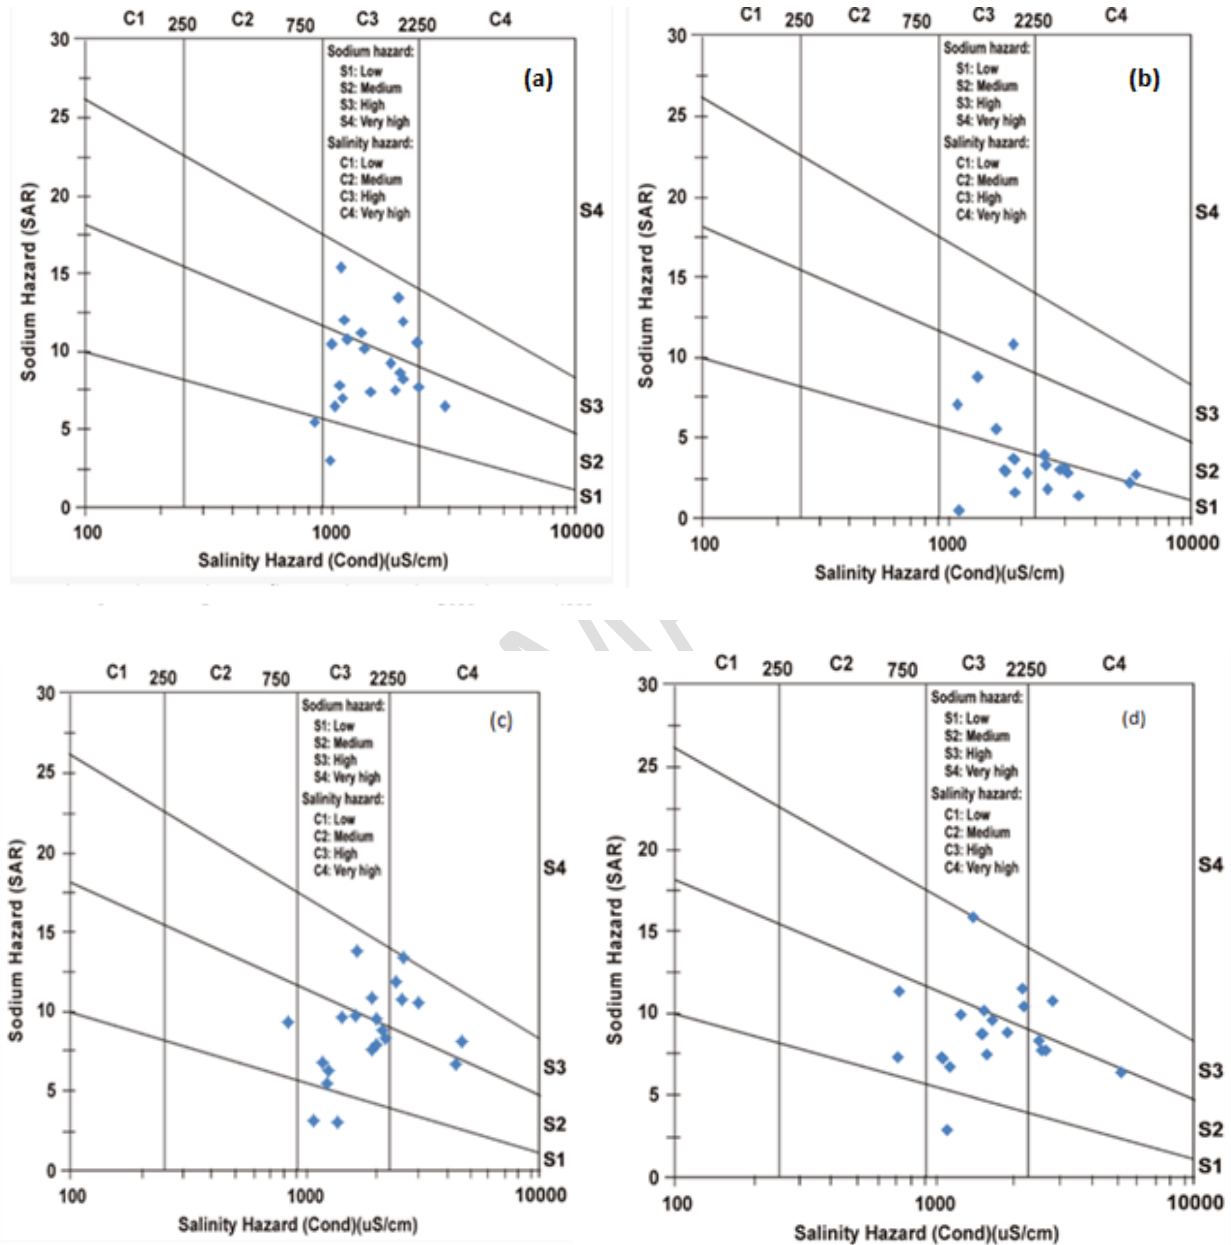 C1 250 C2 750 C3 2250 C4
30
25
20
15
10
5
0
Sodium Hazard (SAR)
Sodium hazard:
S1: Low
S2: Medium
S3: High
S4: Very high
Salinity hazard:
C1: Low
C2: Medium
C3: High
C4: Very high
(a)
S4
S3
S2
S1
100 1000 10000
Salinity Hazard (Cond)(uS/cm)
C1 250 C2 750 C3 2250 C4
30
25
20
15
10
5
0
Sodium Hazard (SAR)
Sodium hazard:
S1: Low
S2: Medium
S3: High
S4: Very high
Salinity hazard:
C1: Low
C2: Medium
C3: High
C4: Very high
(b)
S4
S3
S2
S1
100 1000 10000
Salinity Hazard (Cond)(uS/cm)
C1 250 C2 750 C3 2250 C4
30
25
20
15
10
5
0
Sodium Hazard (SAR)
Sodium hazard:
S1: Low
S2: Medium
S3: High
S4: Very high
Salinity hazard:
C1: Low
C2: Medium
C3: High
C4: Very high
(c)
S4
S3
S2
S1
100 1000 10000
Salinity Hazard (Cond)(uS/cm)
C1 250 C2 750 C3 2250 C4
30
25
20
15
10
5
0
Sodium Hazard (SAR)
Sodium hazard:
S1: Low
S2: Medium
S3: High
S4: Very high
Salinity hazard:
C1: Low
C2: Medium
C3: High
C4: Very high
(d)
S4
S3
S2
S1
100 1000 10000
Salinity Hazard (Cond)(uS/cm)